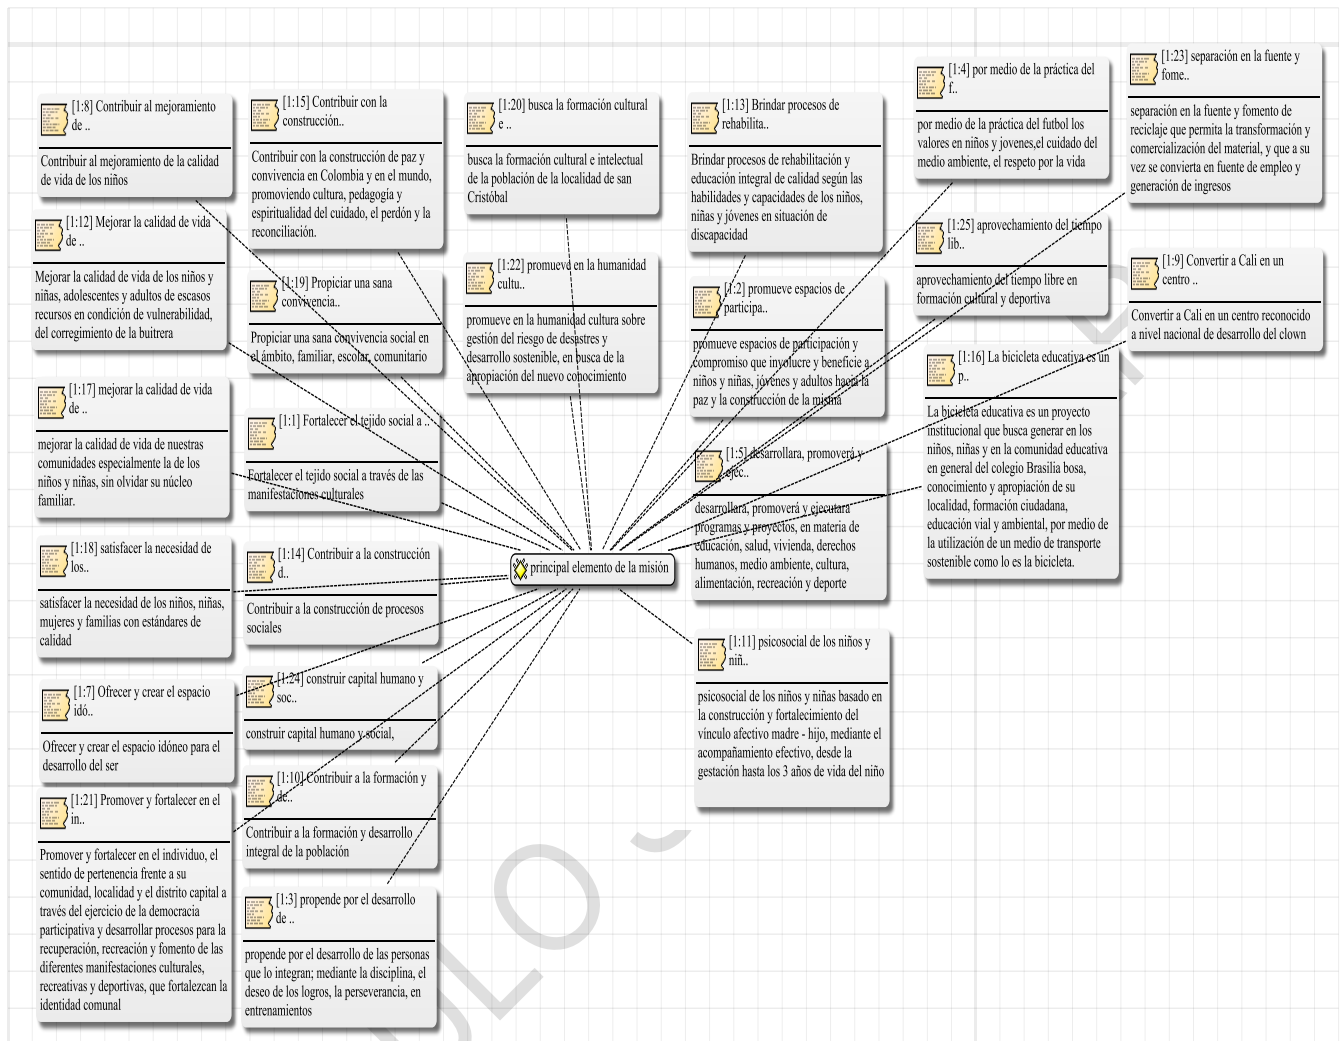 [1:8] Contribuir al mejoramiento
de ..
Contribuir al mejoramiento de la calidad
de vida de los niños
[1:12] Mejorar la calidad de vida
de ..
Mejorar la calidad de vida de los niños y
niñas, adolescentes y adultos de escasos
recursos en condición de vulnerabilidad,
del corregimiento de la buitrera
[1:17] mejorar la calidad de vida
de ..
mejorar la calidad de vida de nuestras
comunidades especialmente la de los
niños y niñas, sin olvidar su núcleo
familiar.
[1:18] satisfacer la necesidad de
los..
satisfacer la necesidad de los niños, niñas,
mujeres y familias con estándares de
calidad
[1:7] Ofrecer y crear el espacio
idó..
Ofrecer y crear el espacio idóneo para el
desarrollo del ser
[1:21] Promover y fortalecer en el
in..
Promover y fortalecer en el individuo, el
sentido de pertenencia frente a su
comunidad, localidad y el distrito capital a
través del ejercicio de la democracia
participativa y desarrollar procesos para la
recuperación, recreación y fomento de las
diferentes manifestaciones culturales,
recreativas y deportivas, que fortalezcan la
identidad comunal
[1:15] Contribuir con la
construcción..
Contribuir con la construcción de paz y
convivencia en Colombia y en el mundo,
promoviendo cultura, pedagogía y
espiritualidad del cuidado, el perdón y la
reconciliación.
[1:19] Propiciar una sana
convivencia..
Propiciar una sana convivencia social en
el ámbito, familiar, escolar, comunitario
[1:1] Fortalecer el tejido social a ..
Fortalecer el tejido social a través de las
manifestaciones culturales
[1:14] Contribuir a la construcción
d..
Contribuir a la construcción de procesos
sociales
[1:24] construir capital humano y
soc..
construir capital humano y social,
[1:10] Contribuir a la formación y
de..
Contribuir a la formación y desarrollo
integral de la población
[1:3] propende por el desarrollo
de ..
propende por el desarrollo de las personas
que lo integran; mediante la disciplina, el
deseo de los logros, la perseverancia, en
entrenamientos
[1:20] busca la formación cultural
e ..
busca la formación cultural e intelectual
de la población de la localidad de san
Cristóbal
[1:22] promueve en la humanidad
cultu..
promueve en la humanidad cultura sobre
gestión del riesgo de desastres y
desarrollo sostenible, en busca de la
apropiación del nuevo conocimiento
principal elemento de la misión
[1:13] Brindar procesos de
rehabilita..
Brindar procesos de rehabilitación y
educación integral de calidad según las
habilidades y capacidades de los niños,
niñas y jóvenes en situación de
discapacidad
[1:2] promueve espacios de
participa..
promueve espacios de participación y
compromiso que involucre y beneficie a
niños y niñas, jóvenes y adultos hacia la
paz y la construcción de la misma
[1:5] desarrollara, promoverá y
ejec..
desarrollara, promoverá y ejecutara
programas y proyectos, en materia de
educación, salud, vivienda, derechos
humanos, medio ambiente, cultura,
alimentación, recreación y deporte
[1:11] psicosocial de los niños y
niñ..
psicosocial de los niños y niñas basado en
la construcción y fortalecimiento del
vínculo afectivo madre - hijo, mediante el
acompañamiento efectivo, desde la
gestación hasta los 3 años de vida del niño
[1:4] por medio de la práctica del
f..
por medio de la práctica del futbol los
valores en niños y jovenes,el cuidado del
medio ambiente, el respeto por la vida
[1:25] aprovechamiento del tiempo
lib..
aprovechamiento del tiempo libre en
formación cultural y deportiva
[1:16] La bicicleta educativa es un
p..
La bicicleta educativa es un proyecto
institucional que busca generar en los
niños, niñas y en la comunidad educativa
en general del colegio Brasilia bosa,
conocimiento y apropiación de su
localidad, formación ciudadana,
educación vial y ambiental, por medio de
la utilización de un medio de transporte
sostenible como lo es la bicicleta.
[1:23] separación en la fuente y
fome..
separación en la fuente y fomento de
reciclaje que permita la transformación y
comercialización del material, y que a su
vez se convierta en fuente de empleo y
generación de ingresos
[1:9] Convertir a Cali en un
centro ..
Convertir a Cali en un centro reconocido
a nivel nacional de desarrollo del clown